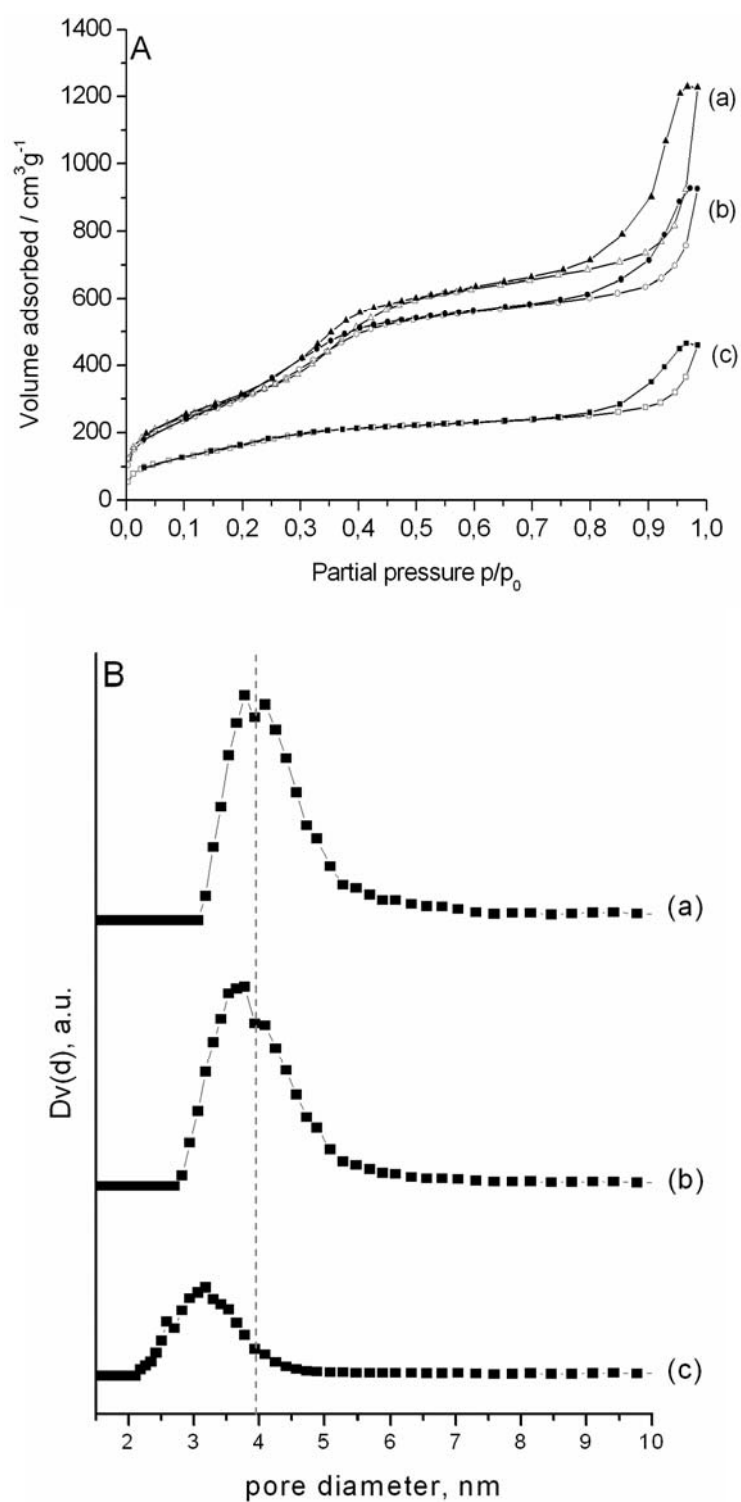 A
1400
1200
1000
800
600
400
200
0
Volume adsorbed / cm³g⁻¹
(a)
(b)
(c)
0,0 0,1 0,2 0,3 0,4 0,5 0,6 0,7 0,8 0,9 1,0
Partial pressure p/p₀
B
Dv(d), a.u.
(a)
(b)
(c)
2 3 4 5 6 7 8 9 10
pore diameter, nm